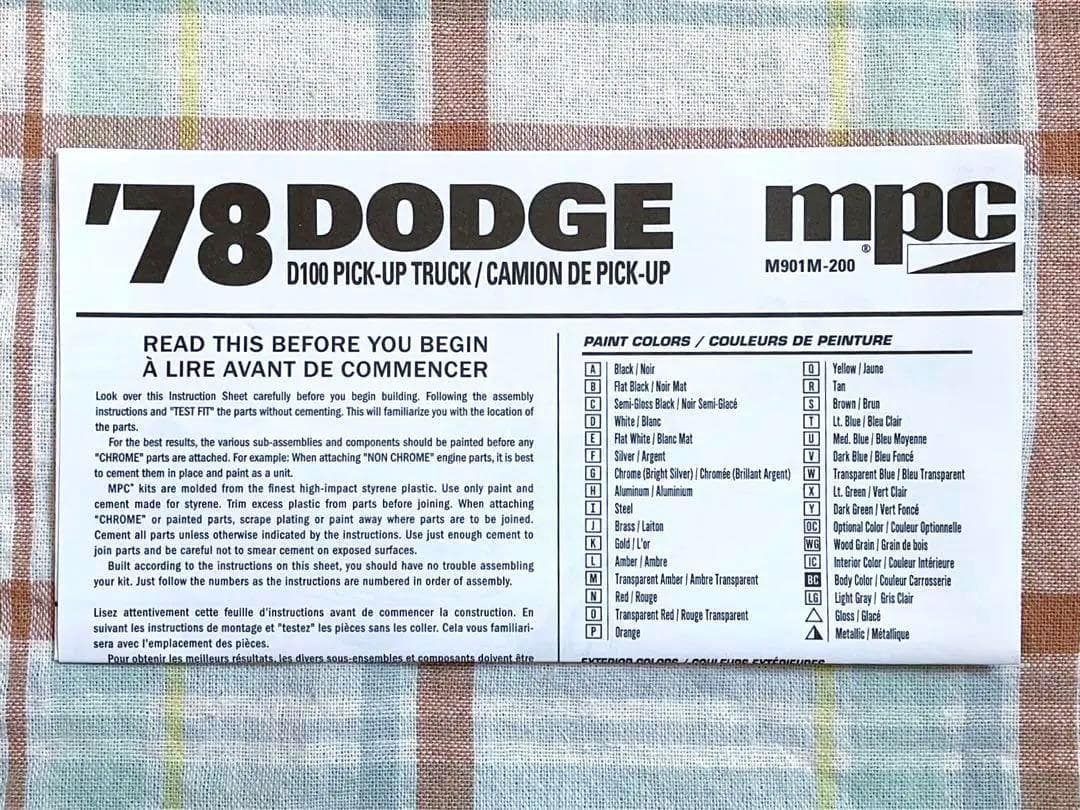 '78 DODGE
D100 PICK-UP TRUCK / CAMION DE PICK-UP
mpc
®
M901M-200
READ THIS BEFORE YOU BEGIN
À LIRE AVANT DE COMMENCER
Look over this Instruction Sheet carefully before you begin building. Following the assembly
instructions and "TEST FIT" the parts without cementing. This will familiarize you with the location of
the parts.
For the best results, the various sub-assemblies and components should be painted before any
"CHROME" parts are attached. For example: When attaching "NON CHROME" engine parts, it is best
to cement them in place and paint as a unit.
MPC® kits are molded from the finest high-impact styrene plastic. Use only paint and
cement made for styrene. Trim excess plastic from parts before joining. When attaching
"CHROME" or painted parts, scrape plating or paint away where parts are to be joined.
Cement all parts unless otherwise indicated by the instructions. Use just enough cement to
join parts and be careful not to smear cement on exposed surfaces.
Built according to the instructions on this sheet, you should have no trouble assembling
your kit. Just follow the numbers as the instructions are numbered in order of assembly.
Lisez attentivement cette feuille d'instructions avant de commencer la construction. En
suivant les instructions de montage et "testez" les pièces sans les coller. Cela vous familiari-
sera avec l'emplacement des pièces.
Pour obtenir les meilleurs résultats, les divers sous-ensembles et composants doivent être
PAINT COLORS / COULEURS DE PEINTURE
A Black / Noir
B Flat Black / Noir Mat
C Semi-Gloss Black / Noir Semi-Glacé
D White / Blanc
E Flat White / Blanc Mat
F Silver / Argent
G Chrome (Bright Silver) / Chromée (Brillant Argent)
H Aluminum / Aluminium
I Steel
J Brass / Laiton
K Gold / L'or
L Amber / Ambre
M Transparent Amber / Ambre Transparent
N Red / Rouge
O Transparent Red / Rouge Transparent
P Orange
Q Yellow / Jaune
R Tan
S Brown / Brun
T Lt. Blue / Bleu Clair
U Med. Blue / Bleu Moyenne
V Dark Blue / Bleu Foncé
W Transparent Blue / Bleu Transparent
X Lt. Green / Vert Clair
Y Dark Green / Vert Foncé
OC Optional Color / Couleur Optionnelle
WG Wood Grain / Grain de bois
IC Interior Color / Couleur Intérieure
BC Body Color / Couleur Carrosserie
LG Light Gray / Gris Clair
Gloss / Glacé
Metallic / Métallique
EXTERIOR COLORS / COULEURS EXTÉRIEURES